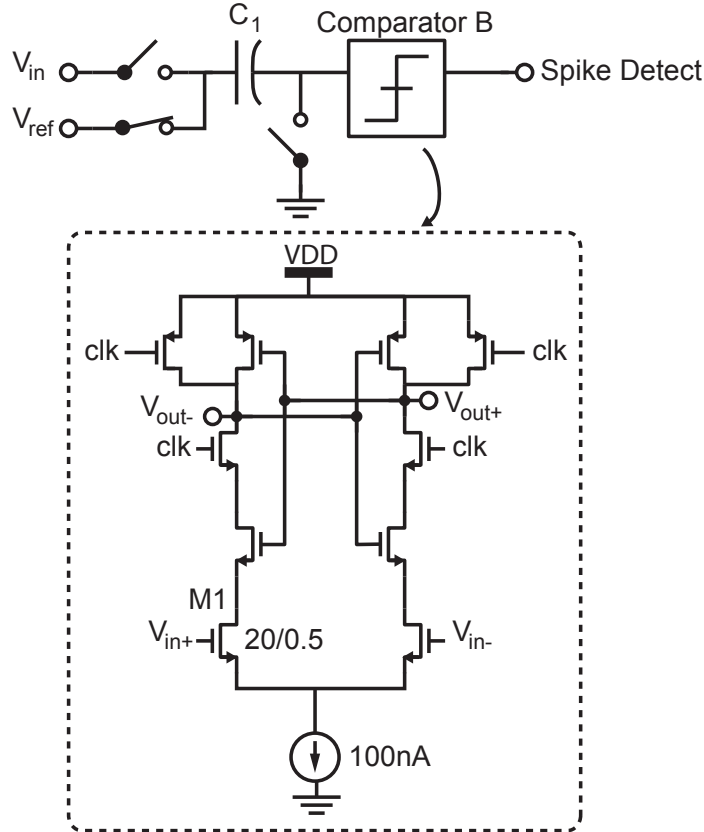 C1
Comparator B
Vin
Spike Detect
Vref
VDD
clk
clk
Vout-
Vout+
clk
clk
M1
Vin+
20/0.5
Vin-
100nA